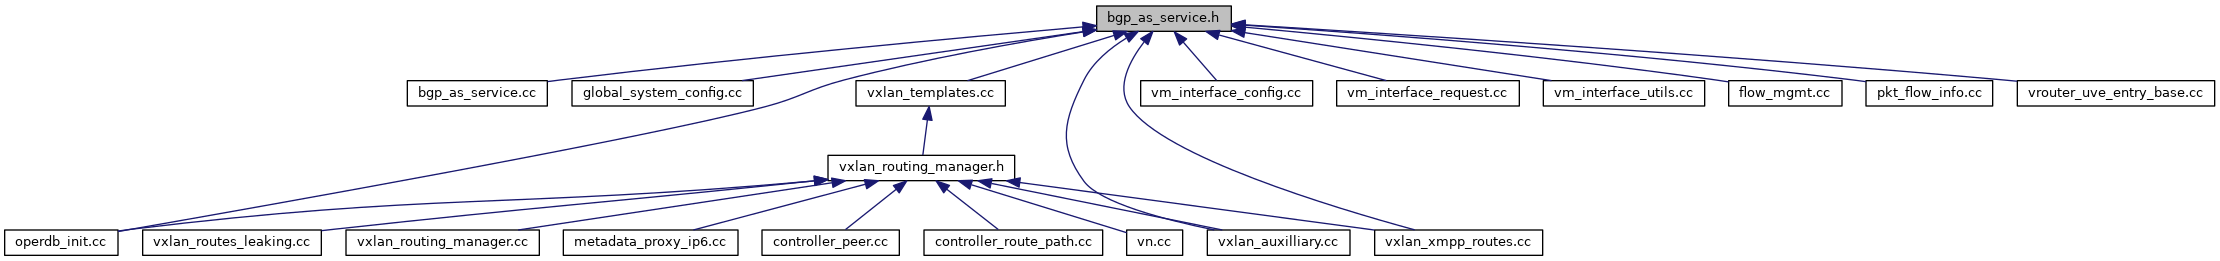 bgp_as_service.h
bgp_as_service.cc
global_system_config.cc
vxlan_templates.cc
vm_interface_config.cc
vm_interface_request.cc
vm_interface_utils.cc
flow_mgmt.cc
pkt_flow_info.cc
vrouter_uve_entry_base.cc
vxlan_routing_manager.h
operdb_init.cc
vxlan_routes_leaking.cc
vxlan_routing_manager.cc
metadata_proxy_ip6.cc
controller_peer.cc
controller_route_path.cc
vn.cc
vxlan_auxilliary.cc
vxlan_xmpp_routes.cc